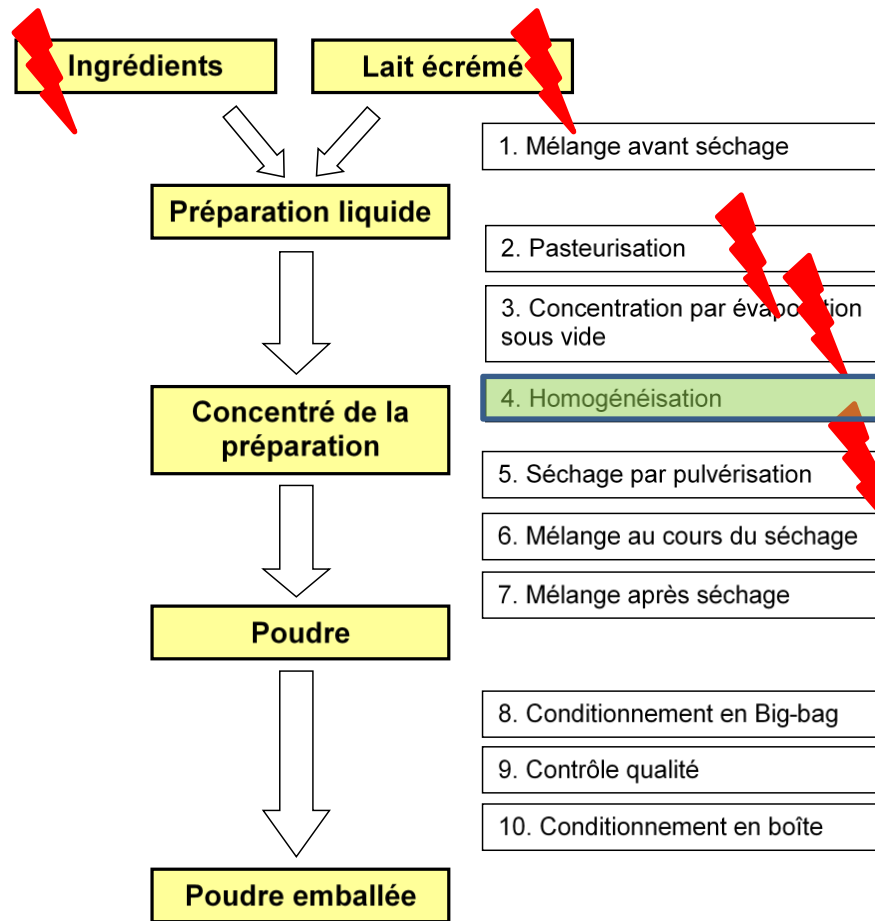 Ingrédients
Lait écrémé
1. Mélange avant séchage
Préparation liquide
2. Pasteurisation
3. Concentration par évaporation
sous vide
4. Homogénéisation
Concentré de la
préparation
5. Séchage par pulvérisation
6. Mélange au cours du séchage
7. Mélange après séchage
Poudre
8. Conditionnement en Big-bag
9. Contrôle qualité
10. Conditionnement en boîte
Poudre emballée